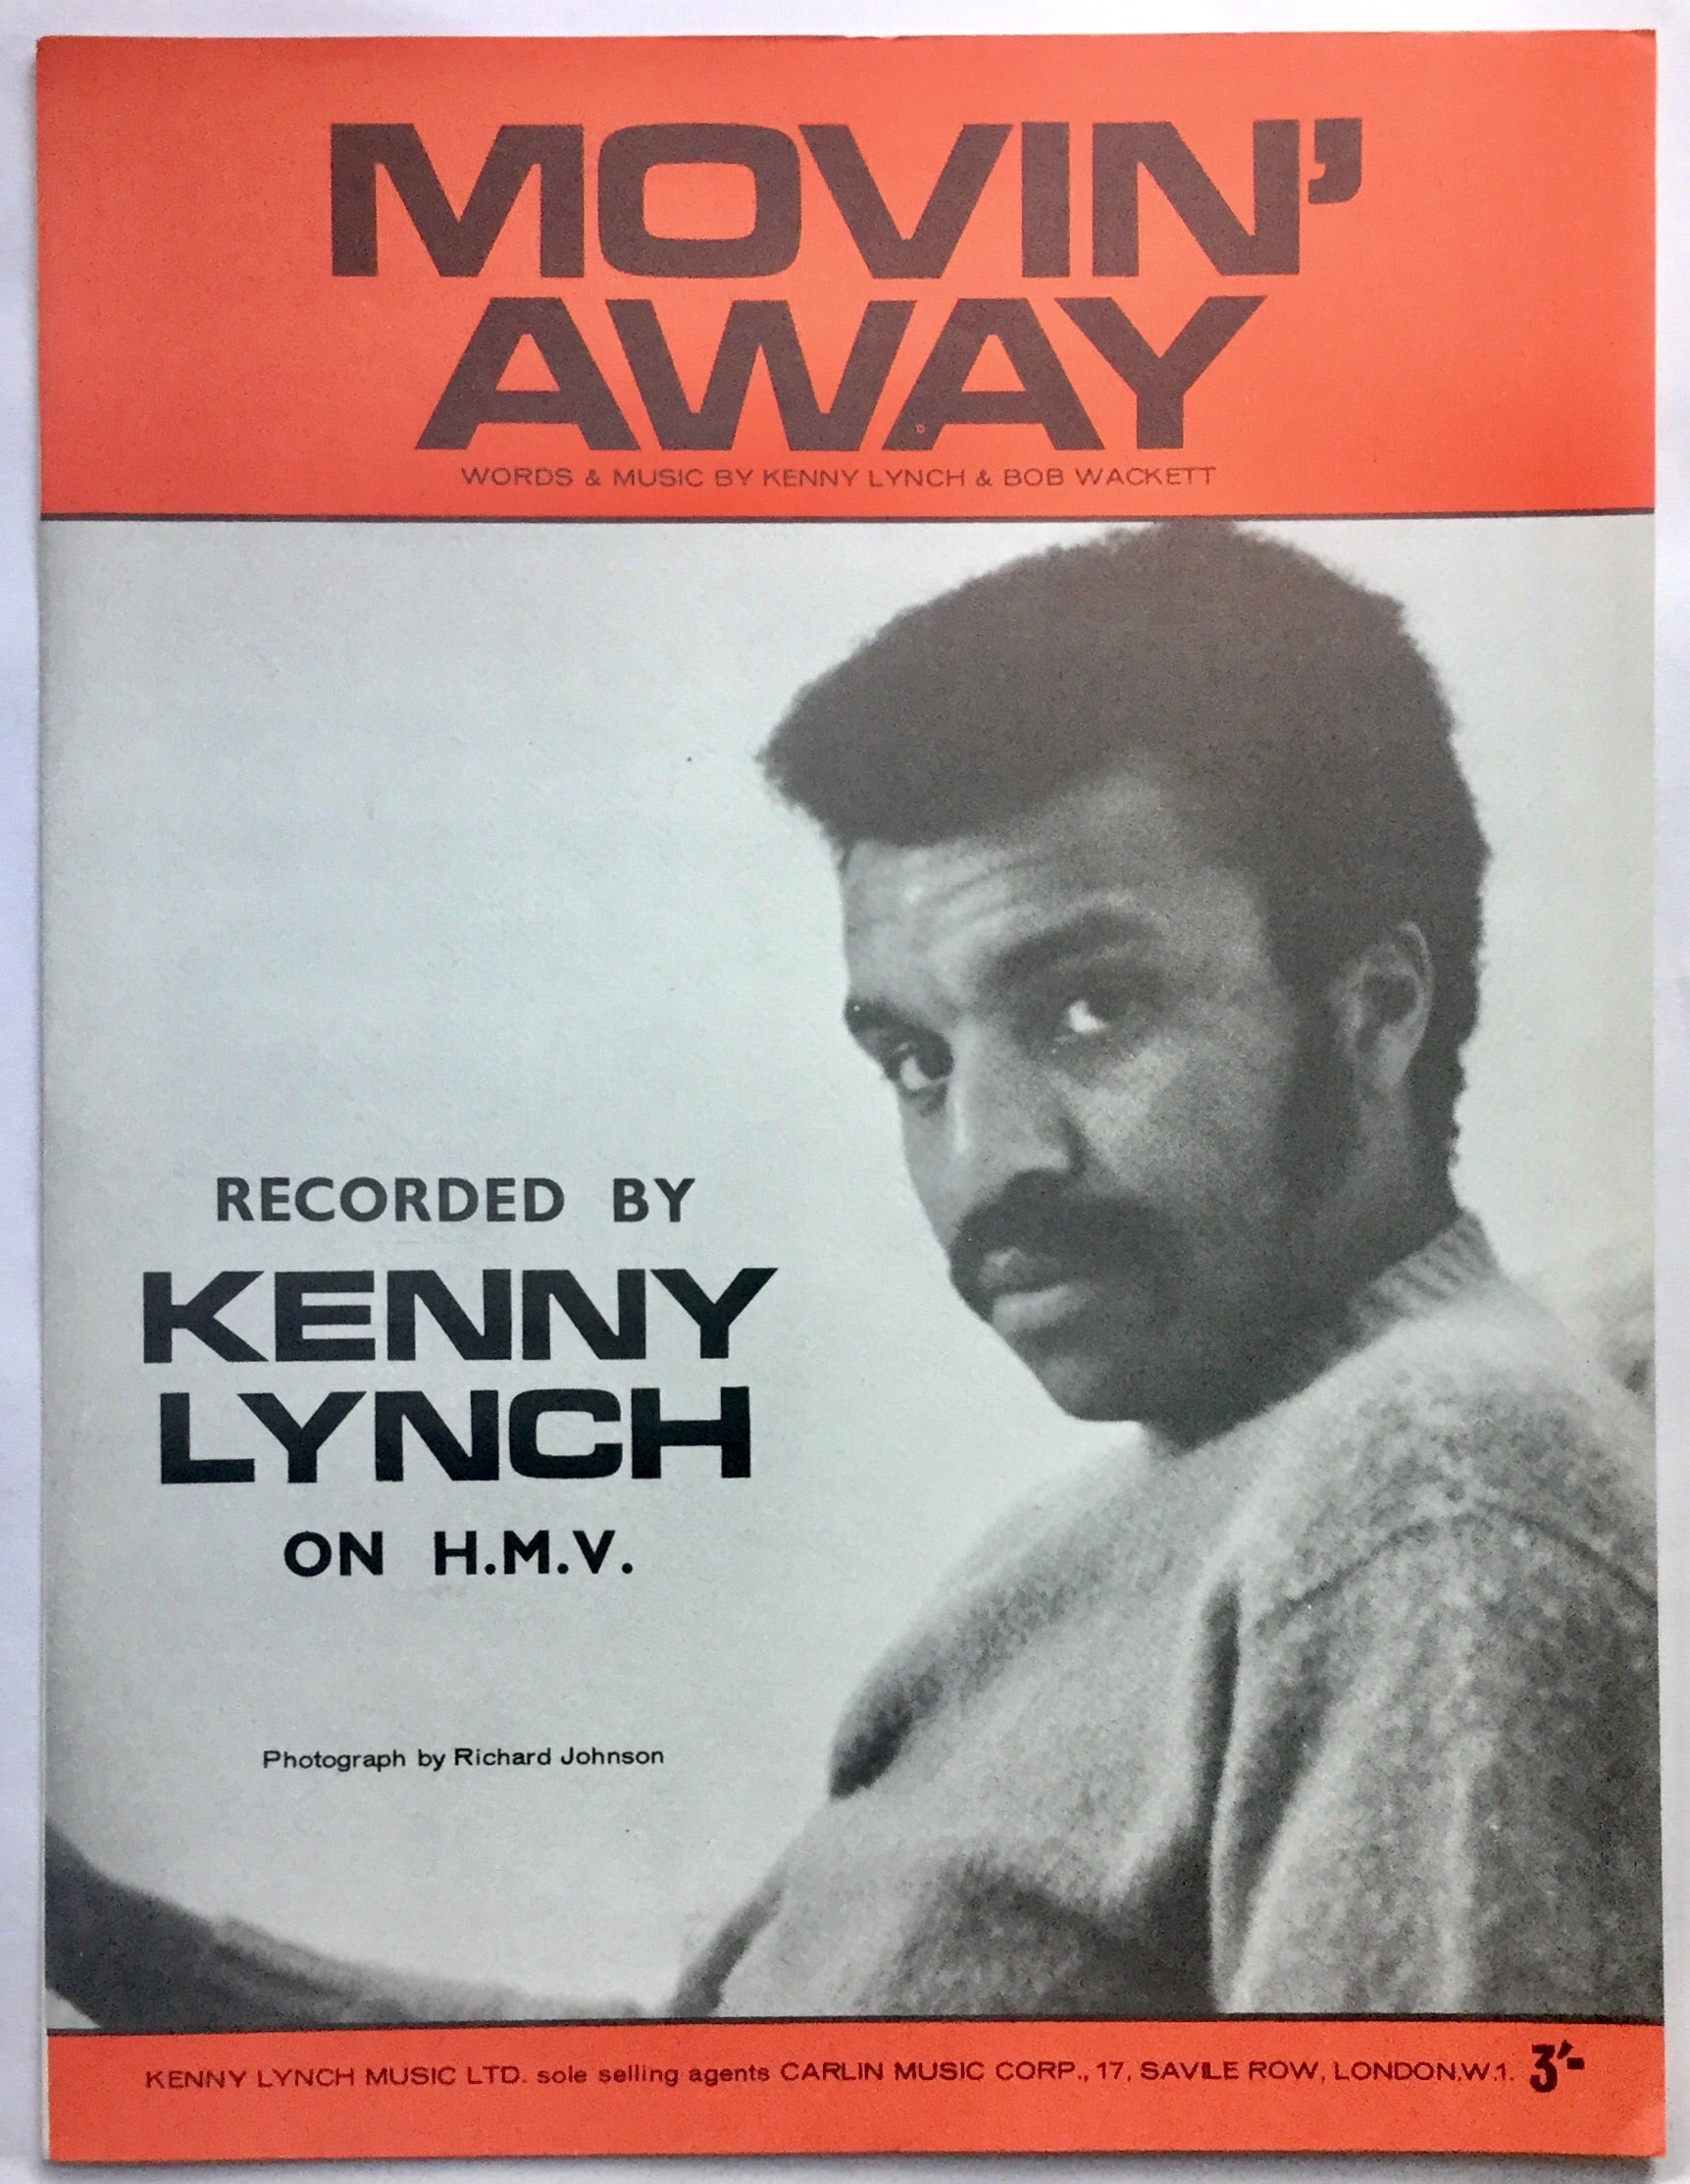 MOVIN'
AWAY
WORDS & MUSIC BY KENNY LYNCH & BOB WACKETT
RECORDED BY
KENNY
LYNCH
ON H.M.V.
Photograph by Richard Johnson
KENNY LYNCH MUSIC LTD. sole selling agents CARLIN MUSIC CORP., 17, SAVILE ROW, LONDON.W.1. 3'-